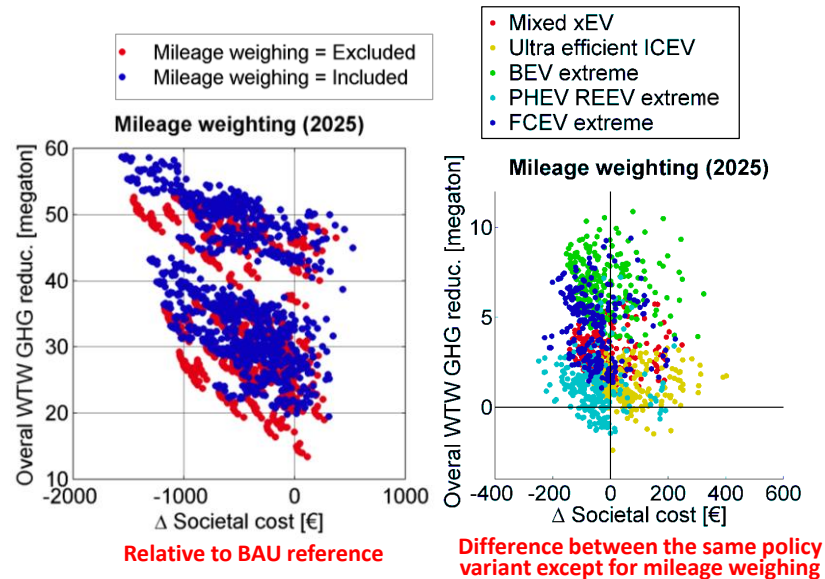 Mileage weighing = Excluded
Mileage weighing = Included
Mileage weighting (2025)
Overal WTW GHG reduc. [megaton]
60
50
40
30
20
10
-2000
-1000
0
1000
Δ Societal cost [€]
Relative to BAU reference
Mixed xEV
Ultra efficient ICEV
BEV extreme
PHEV REEV extreme
FCEV extreme
Mileage weighting (2025)
Overal WTW GHG reduc. [megaton]
10
5
0
-400
-200
0
200
400
600
Δ Societal cost [€]
Difference between the same policy
variant except for mileage weighing